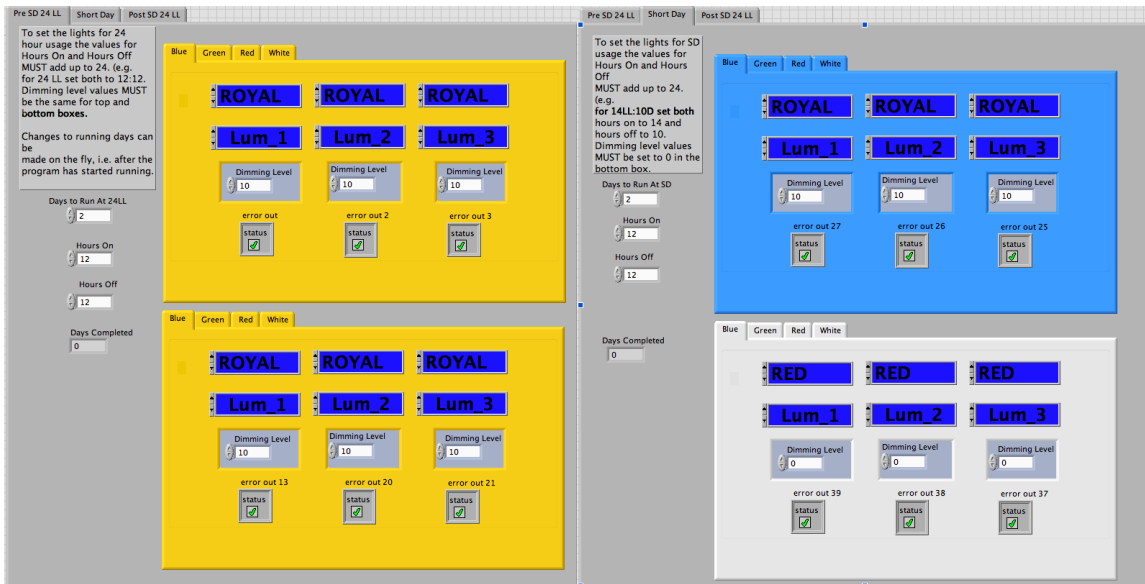 Pre SD 24 LL Short Day Post SD 24 LL
To set the lights for 24
hour usage the values for
Hours On and Hours Off
MUST add up to 24. (e.g.
for 24 LL set both to 12:12.
Dimming level values MUST
be the same for top and
bottom boxes.
Changes to running days can
be
made on the fly, i.e. after the
program has started running.
Days to Run At 24LL
2
Hours On
12
Hours Off
12
Days Completed
0
Blue Green Red White
ROYAL ROYAL ROYAL
Lum_1 Lum_2 Lum_3
Dimming Level Dimming Level Dimming Level
10 10 10
error out error out 2 error out 3
status status status
Blue Green Red White
ROYAL ROYAL ROYAL
Lum_1 Lum_2 Lum_3
Dimming Level Dimming Level Dimming Level
10 10 10
error out 13 error out 20 error out 21
status status status
Pre SD 24 LL Short Day Post SD 24 LL
To set the lights for SD
usage the values for
Hours On and Hours
Off
MUST add up to 24.
(e.g.
for 14LL:10D set both
hours on to 14 and
hours off to 10.
Dimming level values
MUST be set to 0 in the
bottom box.
Days to Run At SD
2
Hours On
12
Hours Off
12
Days Completed
0
Blue Green Red White
ROYAL ROYAL ROYAL
Lum_1 Lum_2 Lum_3
Dimming Level Dimming Level Dimming Level
10 10 10
error out 27 error out 26 error out 25
status status status
Blue Green Red White
RED RED RED
Lum_1 Lum_2 Lum_3
Dimming Level Dimming Level Dimming Level
0 0 0
error out 39 error out 38 error out 37
status status status